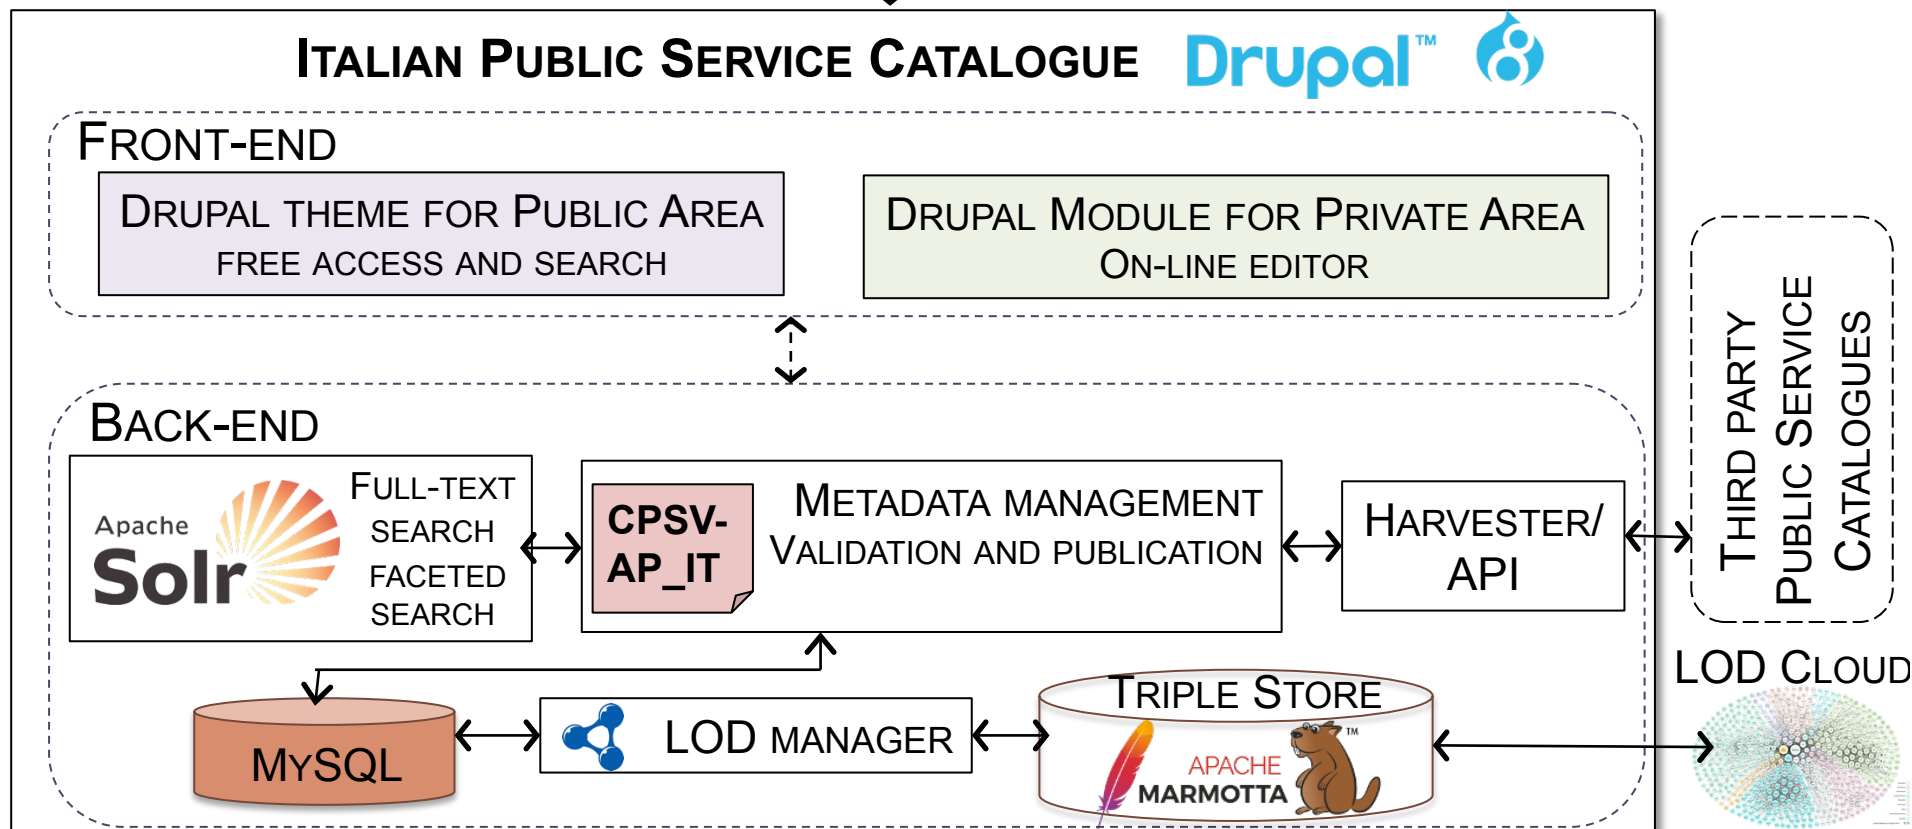 ITALIAN PUBLIC SERVICE CATALOGUE
Drupal™ 8
FRONT-END
DRUPAL THEME FOR PUBLIC AREA
FREE ACCESS AND SEARCH
DRUPAL MODULE FOR PRIVATE AREA
ON-LINE EDITOR
BACK-END
Apache
Solr
FULL-TEXT
SEARCH
FACETED
SEARCH
CPSV-
AP_IT
METADATA MANAGEMENT
VALIDATION AND PUBLICATION
HARVESTER/
API
THIRD PARTY
PUBLIC SERVICE
CATALOGUES
MYSQL
LOD MANAGER
TRIPLE STORE
APACHE
MARMOTTA™
LOD CLOUD